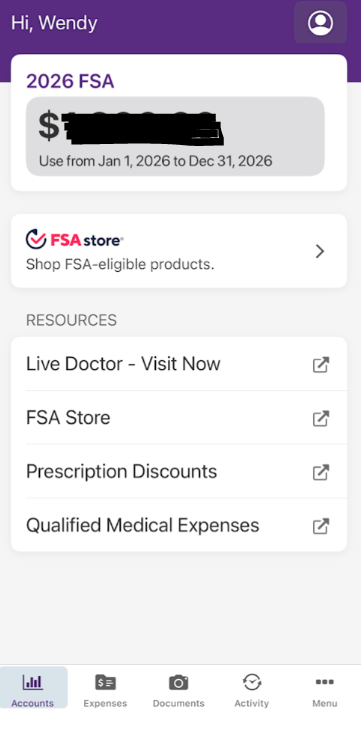 Hi, Wendy
2026 FSA
$
Use from Jan 1, 2026 to Dec 31, 2026
FSA store
Shop FSA-eligible products.
RESOURCES
Live Doctor - Visit Now
FSA Store
Prescription Discounts
Qualified Medical Expenses
Accounts
Expenses
Documents
Activity
Menu